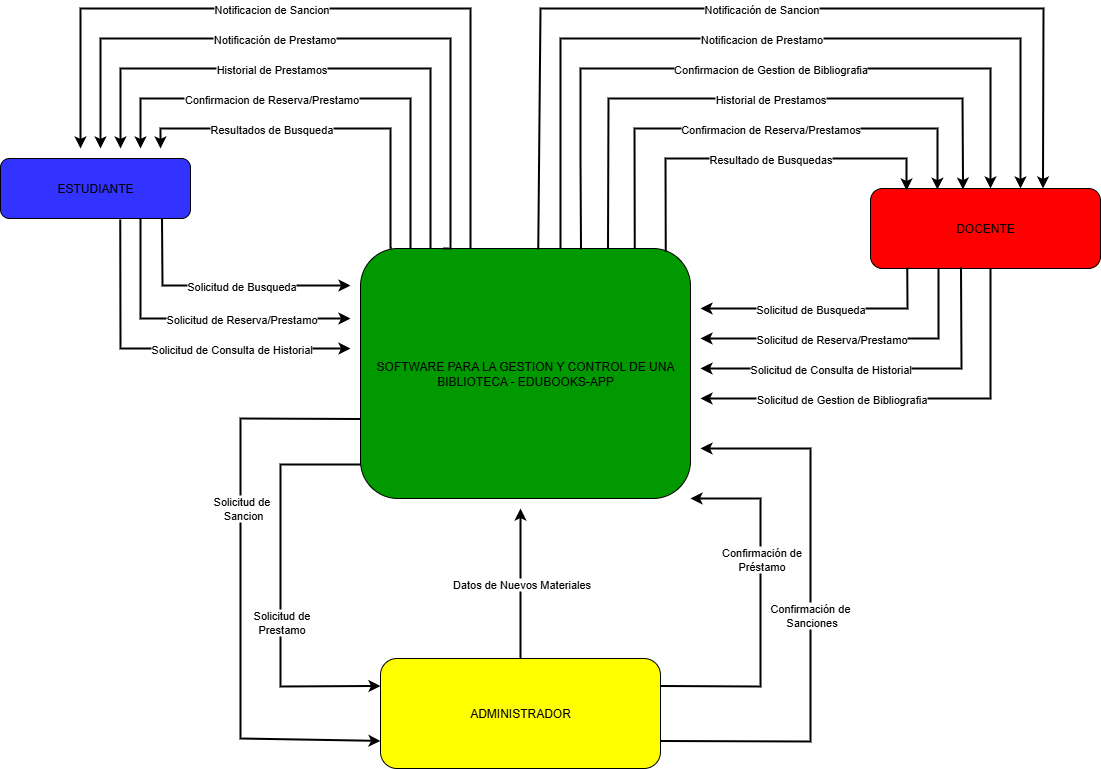 Notificacion de Sancion
Notificación de Prestamo
Historial de Prestamos
Confirmacion de Reserva/Prestamo
Resultados de Busqueda
Notificación de Sancion
Notificacion de Prestamo
Confirmacion de Gestion de Bibliografia
Historial de Prestamos
Confirmacion de Reserva/Prestamos
Resultado de Busquedas
ESTUDIANTE
DOCENTE
Solicitud de Busqueda
Solicitud de Reserva/Prestamo
Solicitud de Consulta de Historial
Solicitud de Busqueda
Solicitud de Reserva/Prestamo
Solicitud de Consulta de Historial
Solicitud de Gestion de Bibliografia
SOFTWARE PARA LA GESTION Y CONTROL DE UNA
BIBLIOTECA - EDUBOOKS-APP
Solicitud de
Sancion
Solicitud de
Prestamo
Datos de Nuevos Materiales
Confirmación de
Préstamo
Confirmación de
Sanciones
ADMINISTRADOR